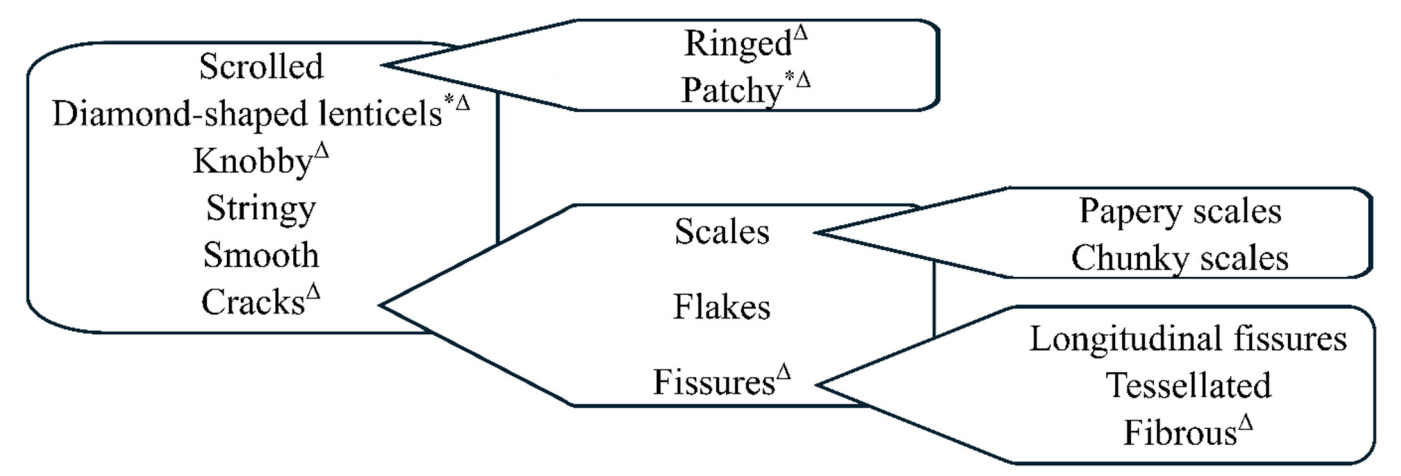 Scrolled
Diamond-shaped lenticels*Δ
KnobbyΔ
Stringy
Smooth
CracksΔ
RingedΔ
Patchy*Δ
Scales
Flakes
FissuresΔ
Papery scales
Chunky scales
Longitudinal fissures
Tessellated
FibrousΔ